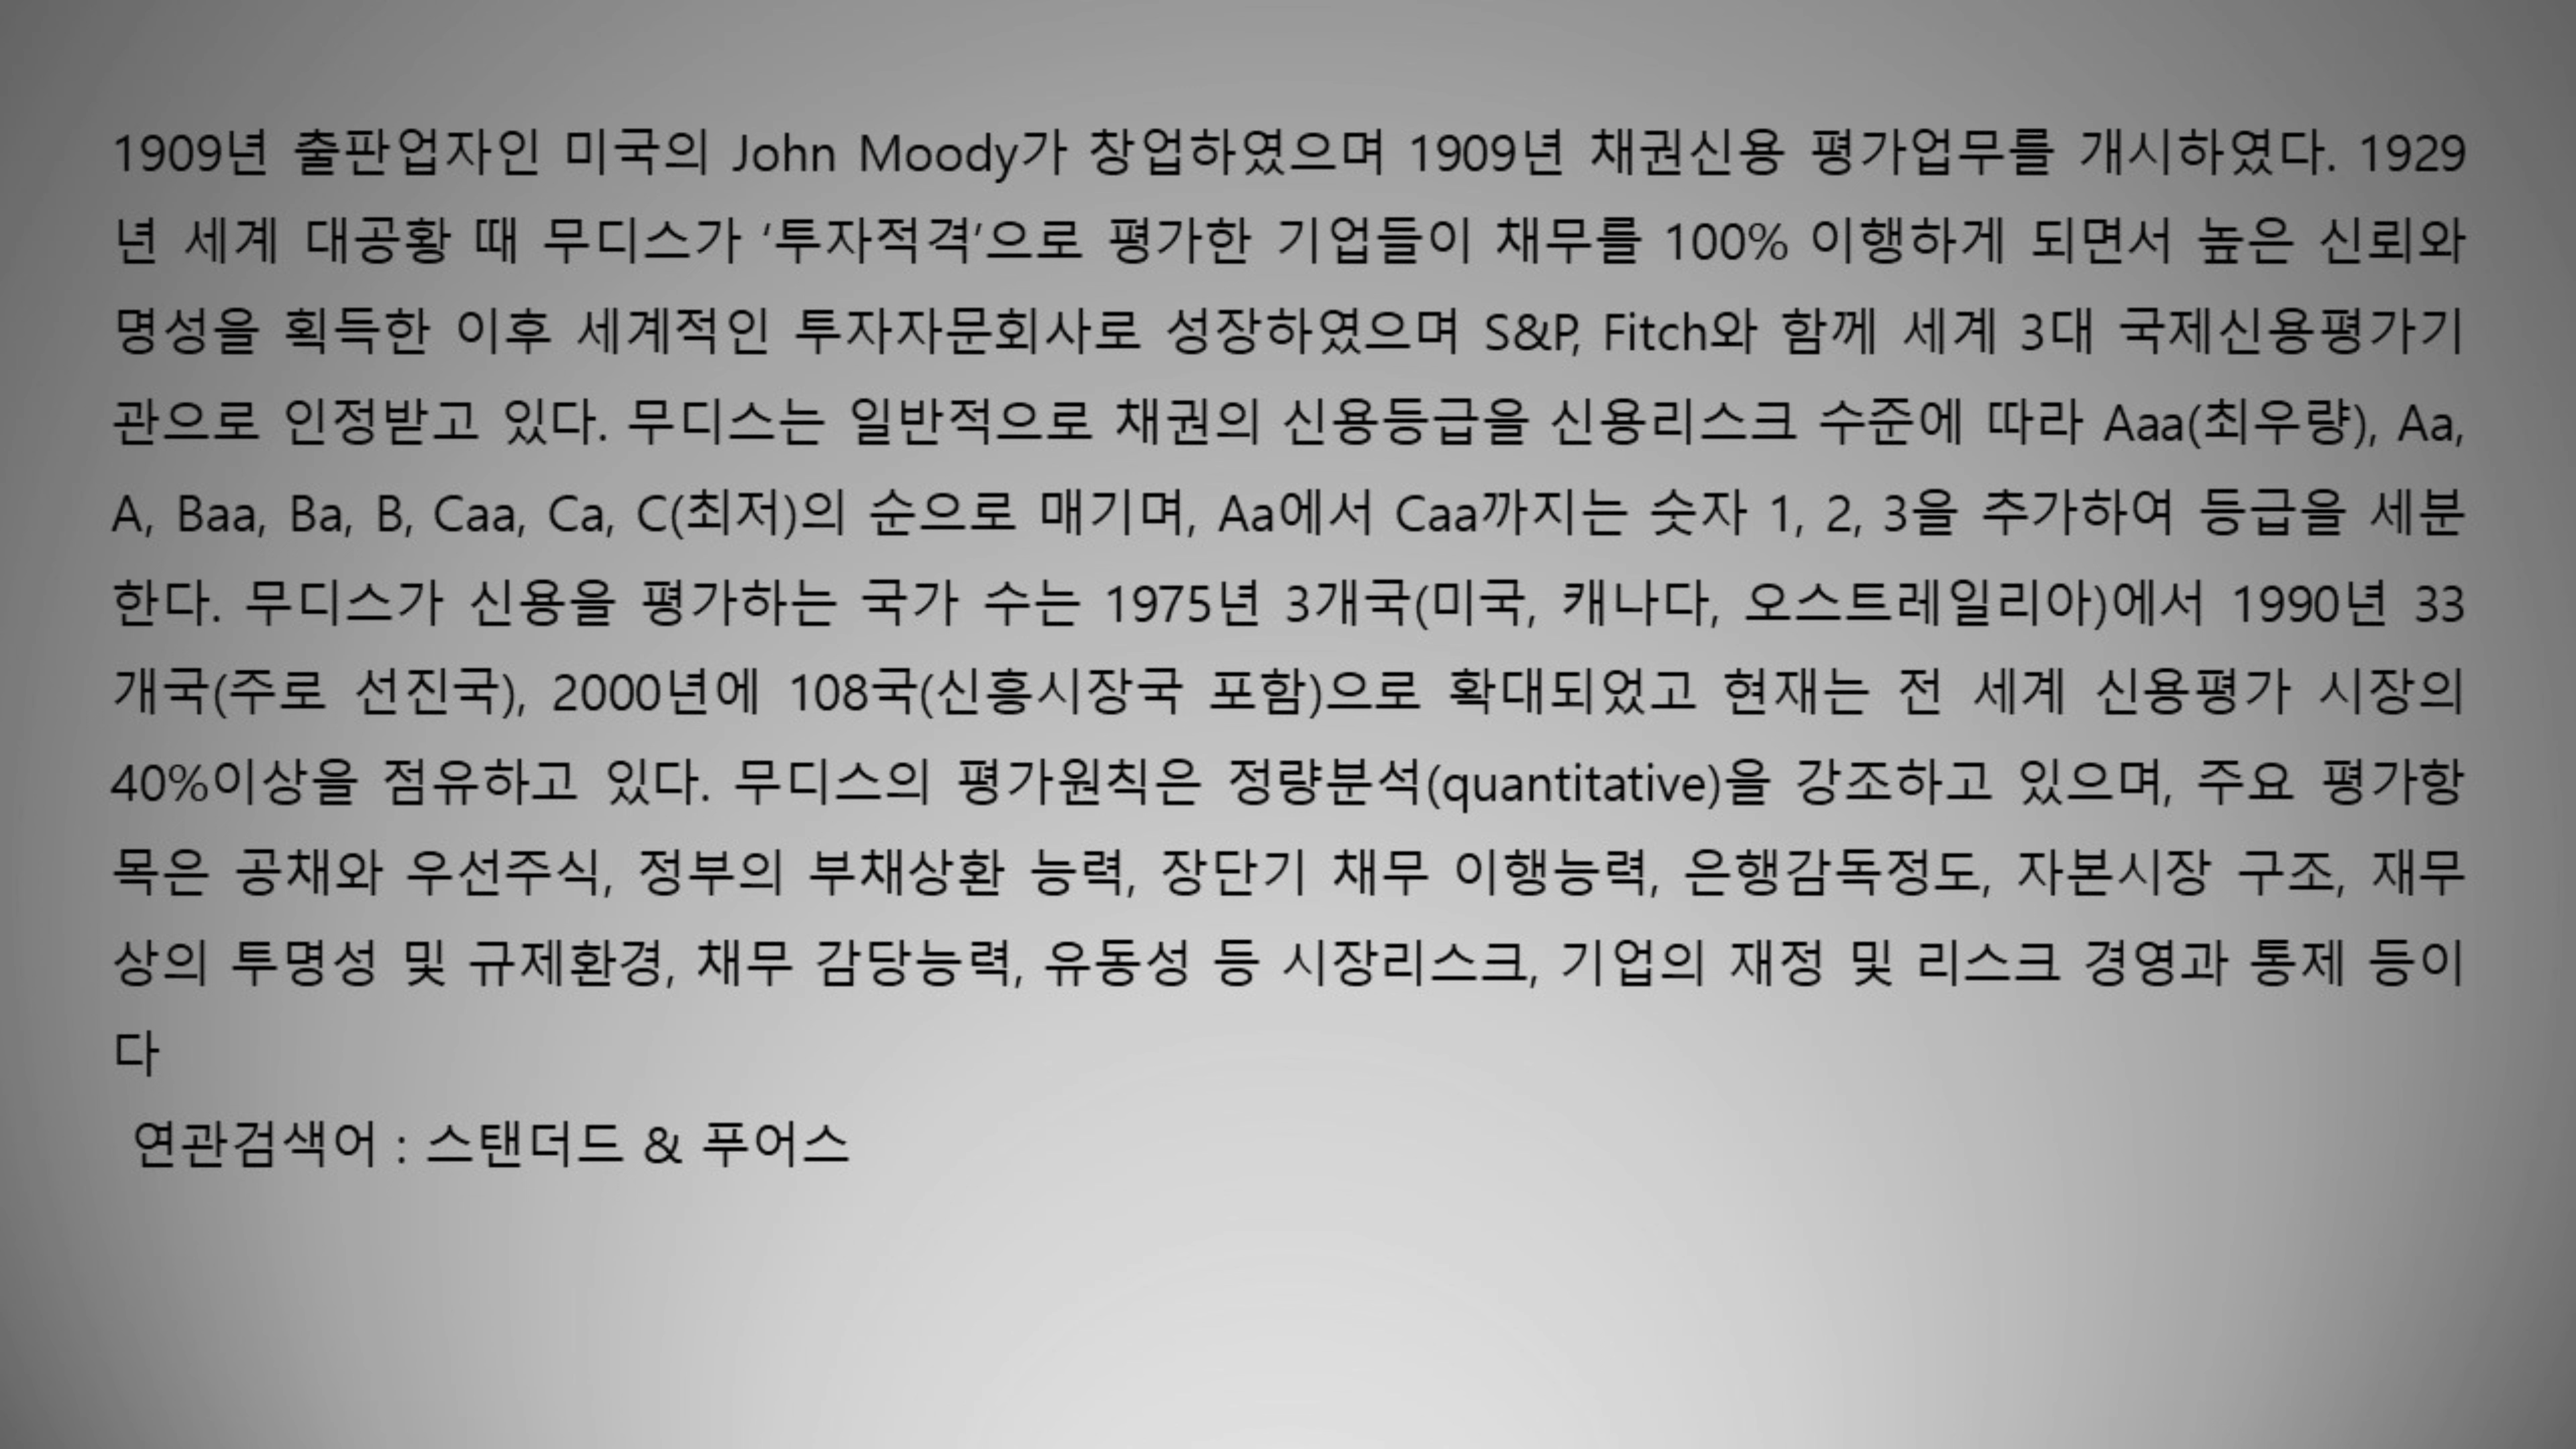 1909년 출판업자인 미국의 John Moody가 창업하였으며 1909년 채권신용 평가업무를 개시하였다. 1929
년 세계 대공황 때 무디스가 ‘투자적격’으로 평가한 기업들이 채무를 100% 이행하게 되면서 높은 신뢰와
명성을 획득한 이후 세계적인 투자자문회사로 성장하였으며 S&P, Fitch와 함께 세계 3대 국제신용평가기
관으로 인정받고 있다. 무디스는 일반적으로 채권의 신용등급을 신용리스크 수준에 따라 Aaa(최우량), Aa,
A, Baa, Ba, B, Caa, Ca, C(최저)의 순으로 매기며, Aa에서 Caa까지는 숫자 1, 2, 3을 추가하여 등급을 세분
한다. 무디스가 신용을 평가하는 국가 수는 1975년 3개국(미국, 캐나다, 오스트레일리아)에서 1990년 33
개국(주로 선진국), 2000년에 108국(신흥시장국 포함)으로 확대되었고 현재는 전 세계 신용평가 시장의
40%이상을 점유하고 있다. 무디스의 평가원칙은 정량분석(quantitative)을 강조하고 있으며, 주요 평가항
목은 공채와 우선주식, 정부의 부채상환 능력, 장단기 채무 이행능력, 은행감독정도, 자본시장 구조, 재무
상의 투명성 및 규제환경, 채무 감당능력, 유동성 등 시장리스크, 기업의 재정 및 리스크 경영과 통제 등이
다
연관검색어 : 스탠더드 & 푸어스